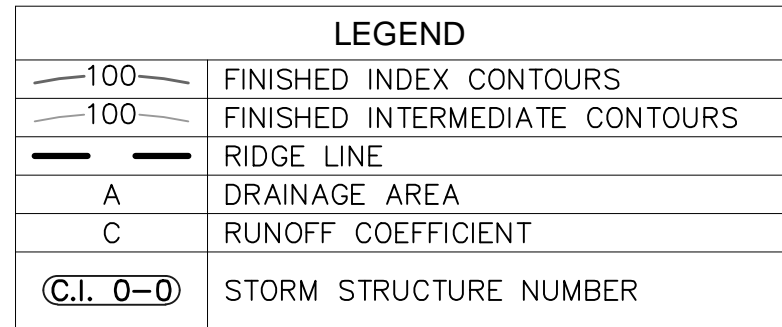 LEGEND
100 FINISHED INDEX CONTOURS
100 FINISHED INTERMEDIATE CONTOURS
RIDGE LINE
A DRAINAGE AREA
C RUNOFF COEFFICIENT
C.I. 0-0 STORM STRUCTURE NUMBER